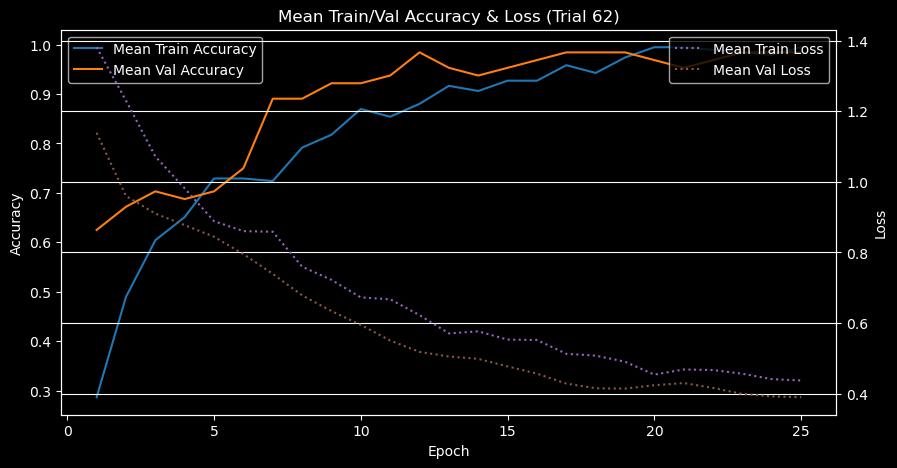 Mean Train/Val Accuracy & Loss (Trial 62)
Mean Train Accuracy
Mean Val Accuracy
Mean Train Loss
Mean Val Loss
1.0
0.9
0.8
0.7
0.6
0.5
0.4
0.3
Accuracy
1.4
1.2
1.0
0.8
0.6
0.4
Loss
0 5 10 15 20 25
Epoch